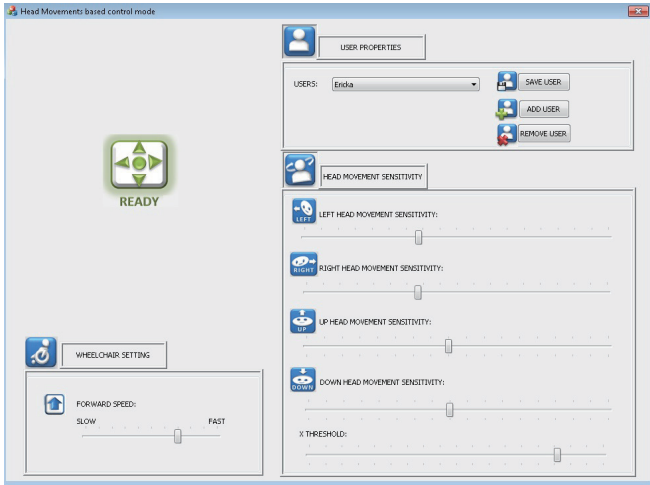 Head Movements based control mode
USER PROPERTIES
USERS: Ericka
SAVE USER
ADD USER
REMOVE USER
READY
HEAD MOVEMENT SENSITIVITY
LEFT
LEFT HEAD MOVEMENT SENSITIVITY:
RIGHT
RIGHT HEAD MOVEMENT SENSITIVITY:
UP
UP HEAD MOVEMENT SENSITIVITY:
DOWN
DOWN HEAD MOVEMENT SENSITIVITY:
X THRESHOLD:
WHEELCHAIR SETTING
FORWARD SPEED:
SLOW FAST